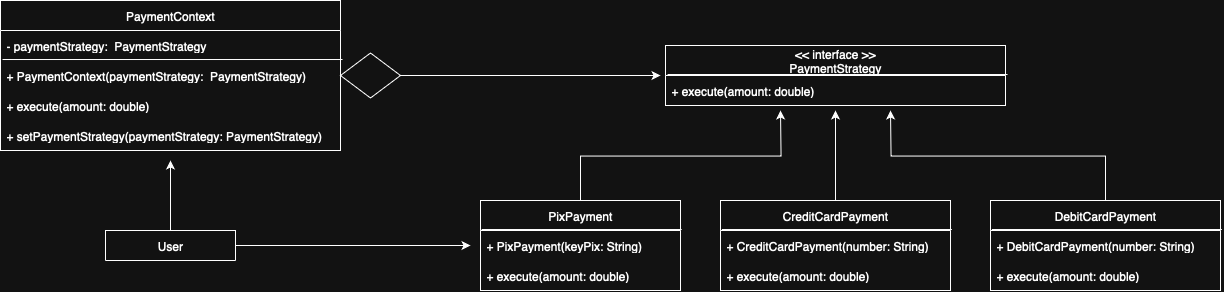 PaymentContext
- paymentStrategy: PaymentStrategy
+ PaymentContext(paymentStrategy: PaymentStrategy)
+ execute(amount: double)
+ setPaymentStrategy(paymentStrategy: PaymentStrategy)
<< interface >>
PaymentStrategy
+ execute(amount: double)
User
PixPayment
+ PixPayment(keyPix: String)
+ execute(amount: double)
CreditCardPayment
+ CreditCardPayment(number: String)
+ execute(amount: double)
DebitCardPayment
+ DebitCardPayment(number: String)
+ execute(amount: double)